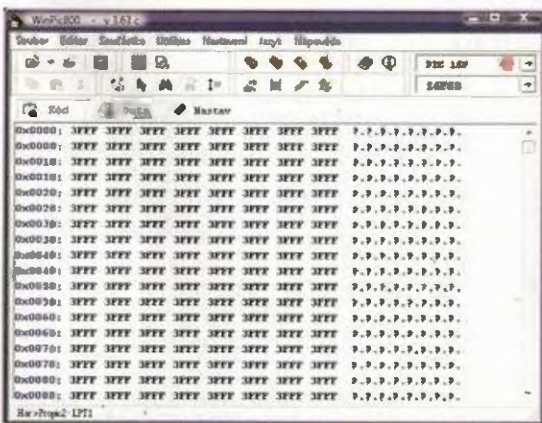 WinPic800 - v 3.63 c
Soubor Editor Součástka Utilitas Nastavení Jazyk Nápověda
PIC 16F
Kód Data Nastav
0x0000: 3FFF 3FFF 3FFF 3FFF 3FFF 3FFF 3FFF 3FFF ?.?.?.?.?.?.?.?.
0x0008: 3FFF 3FFF 3FFF 3FFF 3FFF 3FFF 3FFF 3FFF ?.?.?.?.?.?.?.?.
0x0010: 3FFF 3FFF 3FFF 3FFF 3FFF 3FFF 3FFF 3FFF ?.?.?.?.?.?.?.?.
0x0018: 3FFF 3FFF 3FFF 3FFF 3FFF 3FFF 3FFF 3FFF ?.?.?.?.?.?.?.?.
0x0020: 3FFF 3FFF 3FFF 3FFF 3FFF 3FFF 3FFF 3FFF ?.?.?.?.?.?.?.?.
0x0028: 3FFF 3FFF 3FFF 3FFF 3FFF 3FFF 3FFF 3FFF ?.?.?.?.?.?.?.?.
0x0030: 3FFF 3FFF 3FFF 3FFF 3FFF 3FFF 3FFF 3FFF ?.?.?.?.?.?.?.?.
0x0038: 3FFF 3FFF 3FFF 3FFF 3FFF 3FFF 3FFF 3FFF ?.?.?.?.?.?.?.?.
0x0040: 3FFF 3FFF 3FFF 3FFF 3FFF 3FFF 3FFF 3FFF ?.?.?.?.?.?.?.?.
0x0048: 3FFF 3FFF 3FFF 3FFF 3FFF 3FFF 3FFF 3FFF ?.?.?.?.?.?.?.?.
0x0050: 3FFF 3FFF 3FFF 3FFF 3FFF 3FFF 3FFF 3FFF ?.?.?.?.?.?.?.?.
0x0058: 3FFF 3FFF 3FFF 3FFF 3FFF 3FFF 3FFF 3FFF ?.?.?.?.?.?.?.?.
0x0060: 3FFF 3FFF 3FFF 3FFF 3FFF 3FFF 3FFF 3FFF ?.?.?.?.?.?.?.?.
0x0068: 3FFF 3FFF 3FFF 3FFF 3FFF 3FFF 3FFF 3FFF ?.?.?.?.?.?.?.?.
0x0070: 3FFF 3FFF 3FFF 3FFF 3FFF 3FFF 3FFF 3FFF ?.?.?.?.?.?.?.?.
0x0078: 3FFF 3FFF 3FFF 3FFF 3FFF 3FFF 3FFF 3FFF ?.?.?.?.?.?.?.?.
0x0080: 3FFF 3FFF 3FFF 3FFF 3FFF 3FFF 3FFF 3FFF ?.?.?.?.?.?.?.?.
0x0088: 3FFF 3FFF 3FFF 3FFF 3FFF 3FFF 3FFF 3FFF ?.?.?.?.?.?.?.?.
Har>Propic2 LPT1